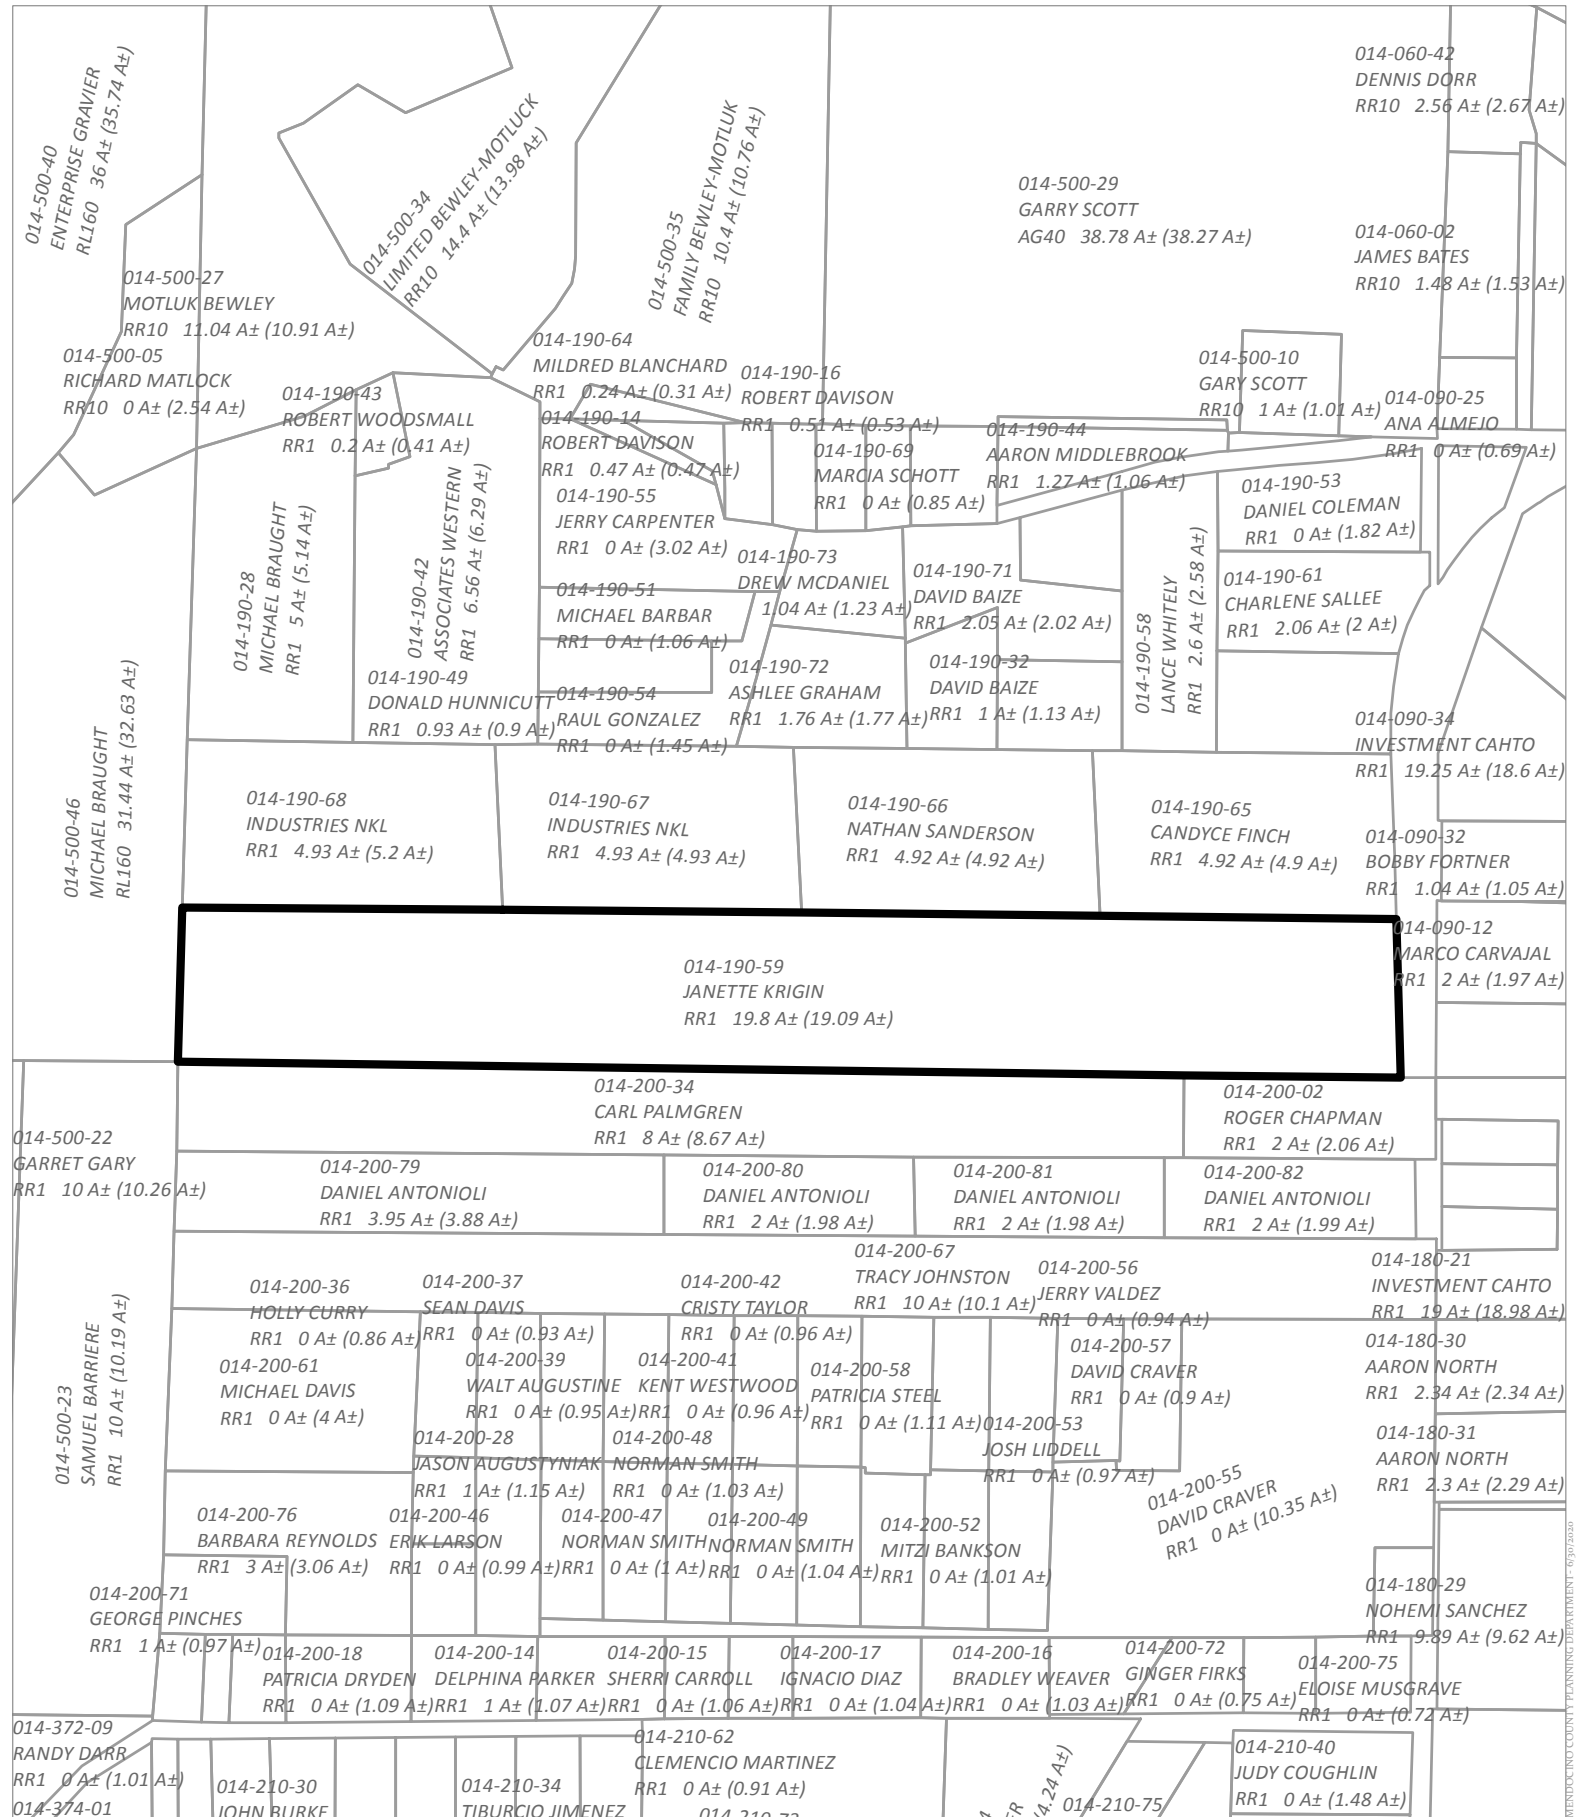 014-060-42
DENNIS DORR
RR10 2.56 A± (2.67 A±)
014-500-40
ENTERPRISE GRAVIER
RL160 36 A± (35.74 A±)
014-500-34
LIMITED BEWLEY-MOTLUCK
RR10 14.4 A± (13.98 A±)
014-500-35
FAMILY BEWLEY-MOTLUK
RR10 10.4 A± (10.76 A±)
014-500-29
GARRY SCOTT
AG40 38.78 A± (38.27 A±)
014-060-02
JAMES BATES
RR10 1.48 A± (1.53 A±)
014-500-27
MOTLUK BEWLEY
RR10 11.04 A± (10.91 A±)
014-500-05
RICHARD MATLOCK
RR10 0 A± (2.54 A±)
014-190-43
ROBERT WOODSMALL
RR1 0.2 A± (0.41 A±)
014-190-64
MILDRED BLANCHARD
RR1 0.24 A± (0.31 A±)
014-190-16
ROBERT DAVISON
RR1 0.51 A± (0.53 A±)
014-500-10
GARY SCOTT
RR10 1 A± (1.01 A±)
014-090-25
ANA ALMEJO
RR1 0 A± (0.69 A±)
014-190-14
ROBERT DAVISON
RR1 0.47 A± (0.47 A±)
014-190-69
MARCIA SCHOTT
RR1 0 A± (0.85 A±)
014-190-44
AARON MIDDLEBROOK
RR1 1.27 A± (1.06 A±)
014-190-53
DANIEL COLEMAN
RR1 0 A± (1.82 A±)
014-190-55
JERRY CARPENTER
RR1 0 A± (3.02 A±)
014-190-28
MICHAEL BRAUGHT
RR1 5 A± (5.14 A±)
014-190-42
ASSOCIATES WESTERN
RR1 6.56 A± (6.29 A±)
014-190-73
DREW MCDANIEL
1.04 A± (1.23 A±)
014-190-71
DAVID BAIZE
RR1 2.05 A± (2.02 A±)
014-190-58
LANCE WHITELY
RR1 2.6 A± (2.58 A±)
014-190-61
CHARLENE SALLEE
RR1 2.06 A± (2 A±)
014-190-51
MICHAEL BARBAR
RR1 0 A± (1.06 A±)
014-190-49
DONALD HUNNICUTT
RR1 0.93 A± (0.9 A±)
014-190-54
RAUL GONZALEZ
RR1 0 A± (1.45 A±)
014-190-72
ASHLEE GRAHAM
RR1 1.76 A± (1.77 A±)
014-190-32
DAVID BAIZE
RR1 1 A± (1.13 A±)
014-090-34
INVESTMENT CAHTO
RR1 19.25 A± (18.6 A±)
014-500-46
MICHAEL BRAUGHT
RL160 31.44 A± (32.63 A±)
014-190-68
INDUSTRIES NKL
RR1 4.93 A± (5.2 A±)
014-190-67
INDUSTRIES NKL
RR1 4.93 A± (4.93 A±)
014-190-66
NATHAN SANDERSON
RR1 4.92 A± (4.92 A±)
014-190-65
CANDYCE FINCH
RR1 4.92 A± (4.9 A±)
014-090-32
BOBBY FORTNER
RR1 1.04 A± (1.05 A±)
014-090-12
MARCO CARVAJAL
RR1 2 A± (1.97 A±)
014-190-59
JANETTE KRIGIN
RR1 19.8 A± (19.09 A±)
014-200-34
CARL PALMGREN
RR1 8 A± (8.67 A±)
014-200-02
ROGER CHAPMAN
RR1 2 A± (2.06 A±)
014-500-22
GARRET GARY
RR1 10 A± (10.26 A±)
014-200-79
DANIEL ANTONIOLI
RR1 3.95 A± (3.88 A±)
014-200-80
DANIEL ANTONIOLI
RR1 2 A± (1.98 A±)
014-200-81
DANIEL ANTONIOLI
RR1 2 A± (1.98 A±)
014-200-82
DANIEL ANTONIOLI
RR1 2 A± (1.99 A±)
014-200-67
TRACY JOHNSTON
RR1 10 A± (10.1 A±)
014-200-56
JERRY VALDEZ
RR1 0 A± (0.94 A±)
014-180-21
INVESTMENT CAHTO
RR1 19 A± (18.98 A±)
014-200-36
HOLLY CURRY
RR1 0 A± (0.86 A±)
014-200-37
SEAN DAVIS
RR1 0 A± (0.93 A±)
014-200-42
CRISTY TAYLOR
RR1 0 A± (0.96 A±)
014-500-23
SAMUEL BARRIERE
RR1 10 A± (10.19 A±)
014-200-61
MICHAEL DAVIS
RR1 0 A± (4 A±)
014-200-39
WALT AUGUSTINE
RR1 0 A± (0.95 A±)
014-200-41
KENT WESTWOOD
RR1 0 A± (0.96 A±)
014-200-58
PATRICIA STEEL
RR1 0 A± (1.11 A±)
014-200-57
DAVID CRAVER
RR1 0 A± (0.9 A±)
014-180-30
AARON NORTH
RR1 2.34 A± (2.34 A±)
014-200-28
JASON AUGUSTYNIAK
RR1 1 A± (1.15 A±)
014-200-48
NORMAN SMITH
RR1 0 A± (1.03 A±)
014-200-53
JOSH LIDDELL
RR1 0 A± (0.97 A±)
014-180-31
AARON NORTH
RR1 2.3 A± (2.29 A±)
014-200-55
DAVID CRAVER
RR1 0 A± (10.35 A±)
014-200-76
BARBARA REYNOLDS
RR1 3 A± (3.06 A±)
014-200-46
ERIK LARSON
RR1 0 A± (0.99 A±)
014-200-47
NORMAN SMITH
RR1 0 A± (1 A±)
014-200-49
NORMAN SMITH
RR1 0 A± (1.04 A±)
014-200-52
MITZI BANKSON
RR1 0 A± (1.01 A±)
014-200-71
GEORGE PINCHES
RR1 1 A± (0.97 A±)
014-180-29
NOHEMI SANCHEZ
RR1 9.89 A± (9.62 A±)
014-200-18
PATRICIA DRYDEN
RR1 0 A± (1.09 A±)
014-200-14
DELPHINA PARKER
RR1 1 A± (1.07 A±)
014-200-15
SHERRI CARROLL
RR1 0 A± (1.06 A±)
014-200-17
IGNACIO DIAZ
RR1 0 A± (1.04 A±)
014-200-16
BRADLEY WEAVER
RR1 0 A± (1.03 A±)
014-200-72
GINGER FIRKS
RR1 0 A± (0.75 A±)
014-200-75
ELOISE MUSGRAVE
RR1 0 A± (0.72 A±)
014-372-09
RANDY DARR
RR1 0 A± (1.01 A±)
014-374-01
014-210-30
JOHN BURKE
014-210-34
TIBURCIO JIMENEZ
014-210-62
CLEMENCIO MARTINEZ
RR1 0 A± (0.91 A±)
4.24 A±)
014-210-75
014-210-40
JUDY COUGHLIN
RR1 0 A± (1.48 A±)
MENDOCINO COUNTY PLANNING DEPARTMENT - 6/30/2020